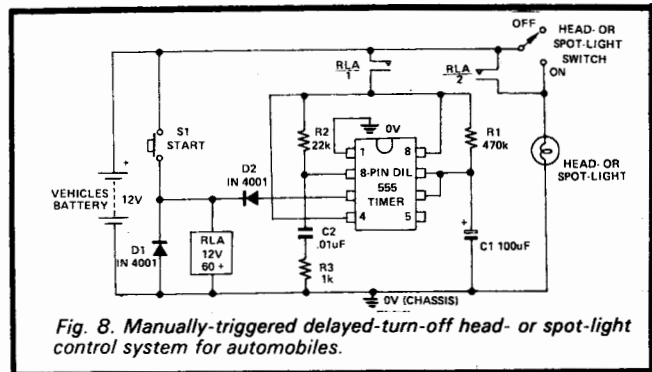 OFF
HEAD- OR
SPOT-LIGHT
SWITCH
ON
RLA
1
RLA
2
S1
START
R2
22k
0V
1
8
R1
470k
HEAD- OR
SPOT-LIGHT
D2
IN 4001
8-PIN DIL
555
TIMER
4
5
VEHICLES
BATTERY
+
12V
D1
IN 4001
RLA
12V
60 +
C2
.01uF
R3
1k
+
C1 100uF
0V (CHASSIS)
Fig. 8. Manually-triggered delayed-turn-off head- or spot-light
control system for automobiles.